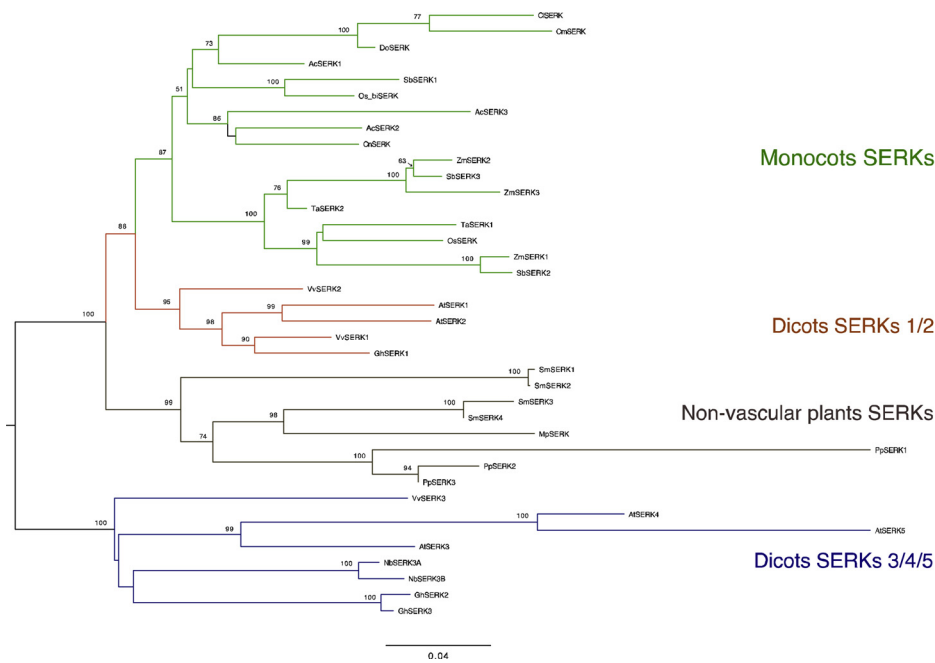 77
ClSERK
OmSERK
100
DoSERK
73
AcSERK1
SbSERK1
100
Os_biSERK
51
AcSERK3
86
AcSERK2
OnSERK
87
Monocots SERKs
63
ZmSERK2
SbSERK3
100
ZmSERK3
76
TaSERK2
100
TaSERK1
OsSERK
99
ZmSERK1
100
SbSERK2
88
VvSERK2
95
AtSERK1
99
AtSERK2
98
Dicots SERKs 1/2
VvSERK1
90
GhSERK1
100
SmSERK1
100
SmSERK2
99
SmSERK3
100
SmSERK4
98
Non-vascular plants SERKs
MpSERK
74
PpSERK1
100
PpSERK2
94
PpSERK3
VvSERK3
100
AtSERK4
100
AtSERK5
99
AtSERK3
Dicots SERKs 3/4/5
NbSERK3A
100
NbSERK3B
GhSERK2
100
GhSERK3
0.04